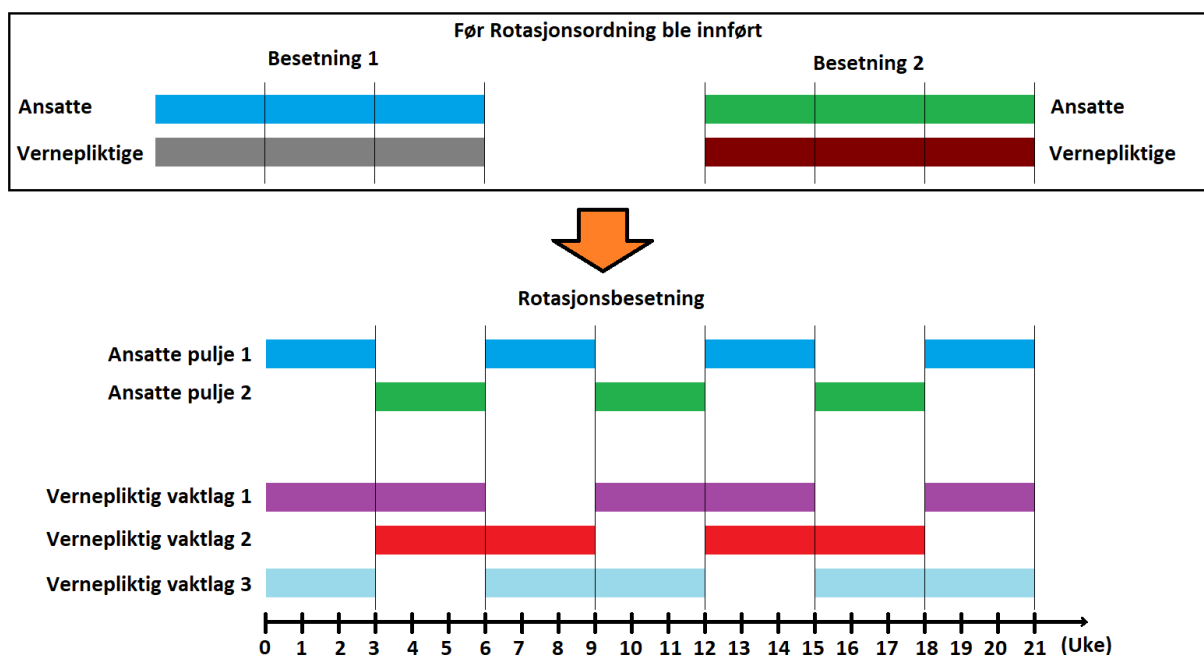 Før Rotasjonsordning ble innført
Besetning 1
Besetning 2
Ansatte
Ansatte
Vernepliktige
Vernepliktige
Rotasjonsbesetning
Ansatte pulje 1
Ansatte pulje 2
Vernepliktig vaktlag 1
Vernepliktig vaktlag 2
Vernepliktig vaktlag 3
0 1 2 3 4 5 6 7 8 9 10 11 12 13 14 15 16 17 18 19 20 21 (Uke)